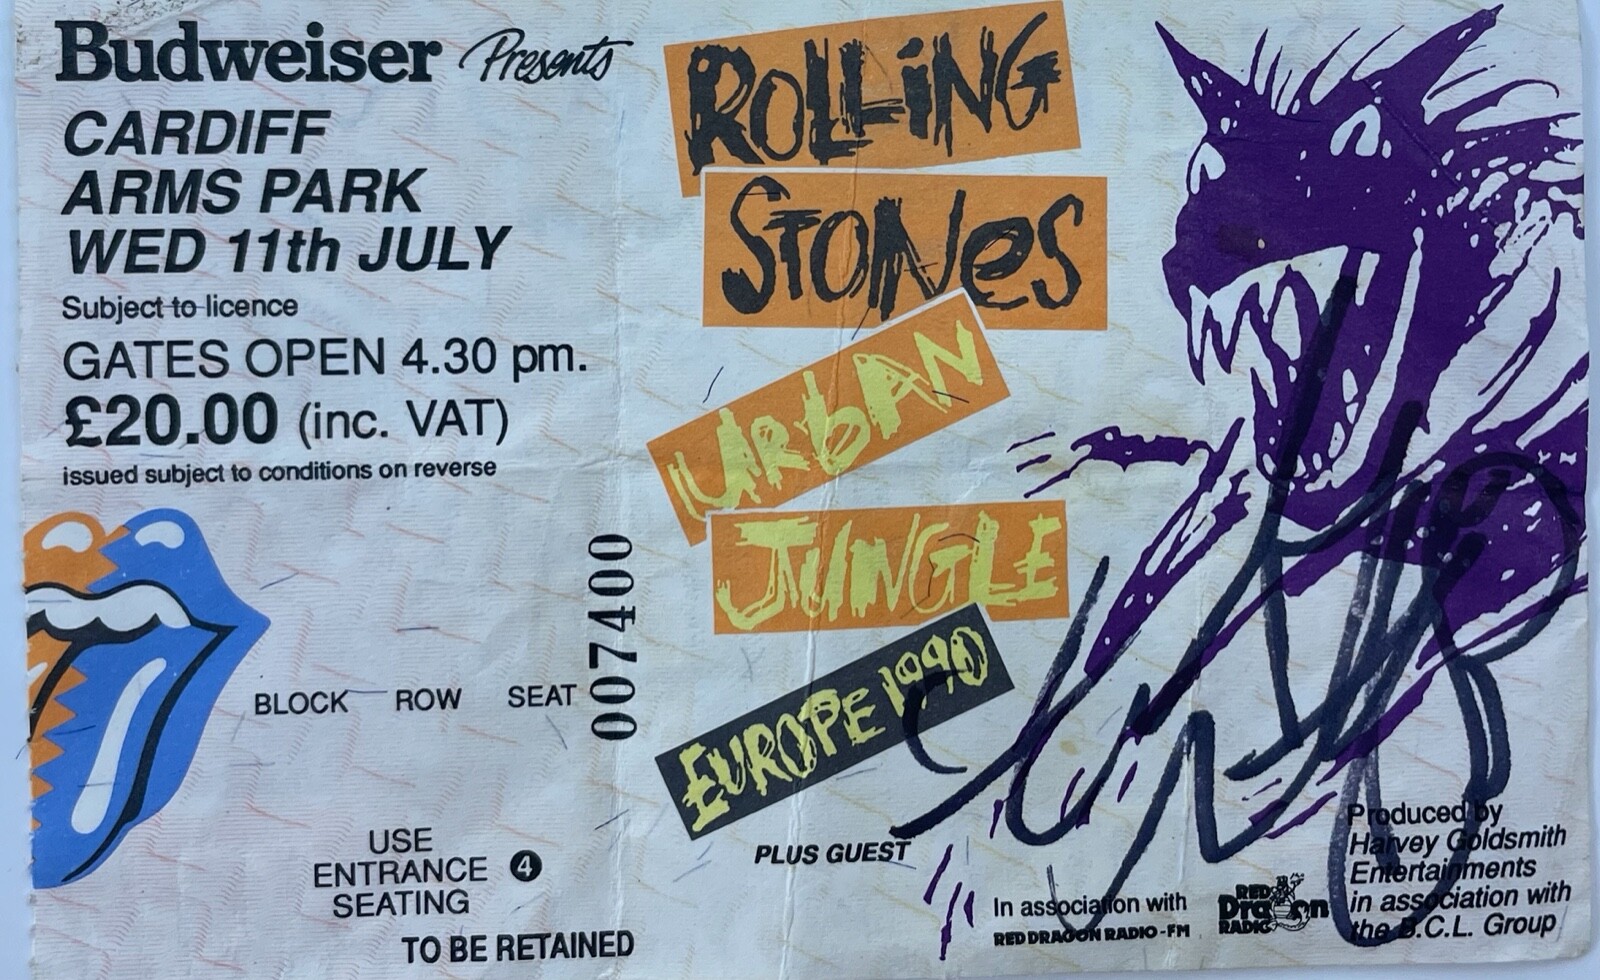 Budweiser Presents
CARDIFF
ARMS PARK
WED 11th JULY
Subject to licence
GATES OPEN 4.30 pm.
£20.00 (inc. VAT)
issued subject to conditions on reverse
BLOCK ROW SEAT
007400
USE
ENTRANCE 4
SEATING
TO BE RETAINED
ROLLiNG
STONeS
URbAN
JUNGLE
EUROPE 1990
PLUS GUEST
In association with
RED DRAGON RADIO-FM
RED
Dragon
RADIO
Produced by
Harvey Goldsmith
Entertainments
in association with
the B.C.L. Group